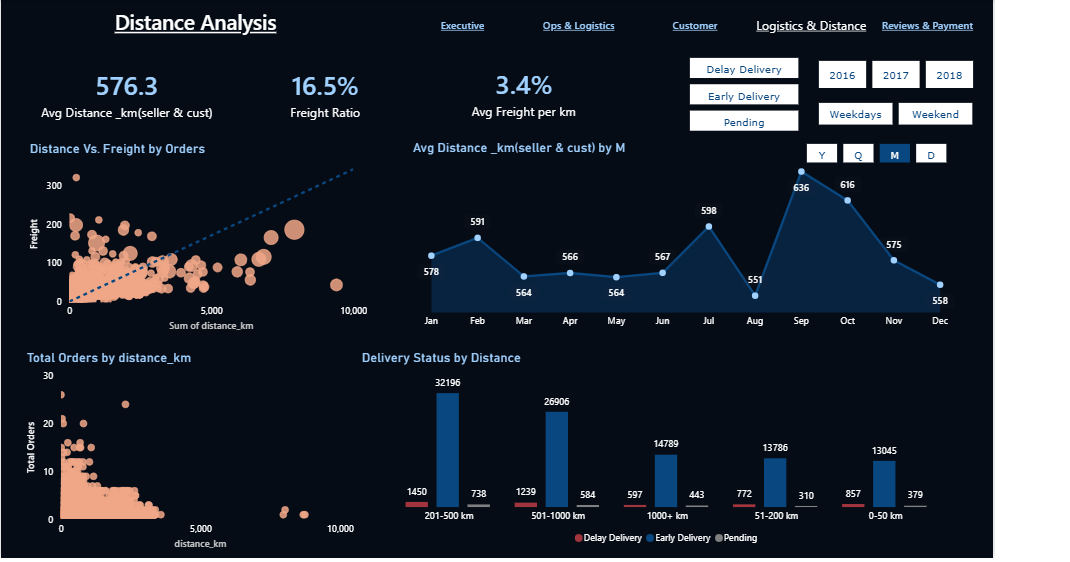 Distance Analysis
Executive
Ops & Logistics
Customer
Logistics & Distance
Reviews & Payment
576.3
Avg Distance _km(seller & cust)
16.5%
Freight Ratio
3.4%
Avg Freight per km
Delay Delivery
Early Delivery
Pending
2016 2017 2018
Weekdays Weekend
Distance Vs. Freight by Orders
Freight
300
200
100
0
0 5,000 10,000
Sum of distance_km
Avg Distance _km(seller & cust) by M
Y Q M D
578 591 564 566 564 567 598 551 636 616 575 558
Jan Feb Mar Apr May Jun Jul Aug Sep Oct Nov Dec
Total Orders by distance_km
Total Orders
30
20
10
0
0 5,000 10,000
distance_km
Delivery Status by Distance
1450 32196 738
1239 26906 584
597 14789 443
772 13786 310
857 13045 379
201-500 km 501-1000 km 1000+ km 51-200 km 0-50 km
Delay Delivery Early Delivery Pending